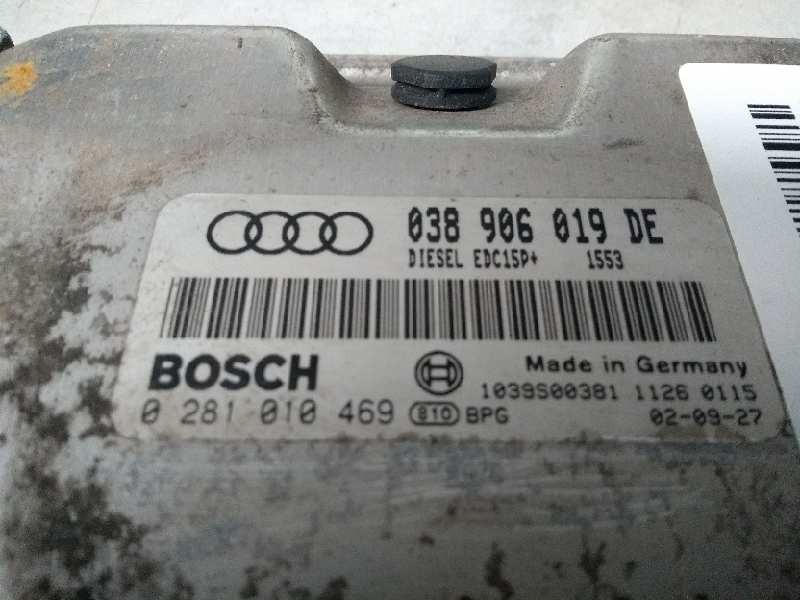 038 906 019 DE
DIESEL EDC15P+ 1553
BOSCH
Made in Germany
1039S00381 1126 0115
0 281 010 469 810 BPG 02-09-27